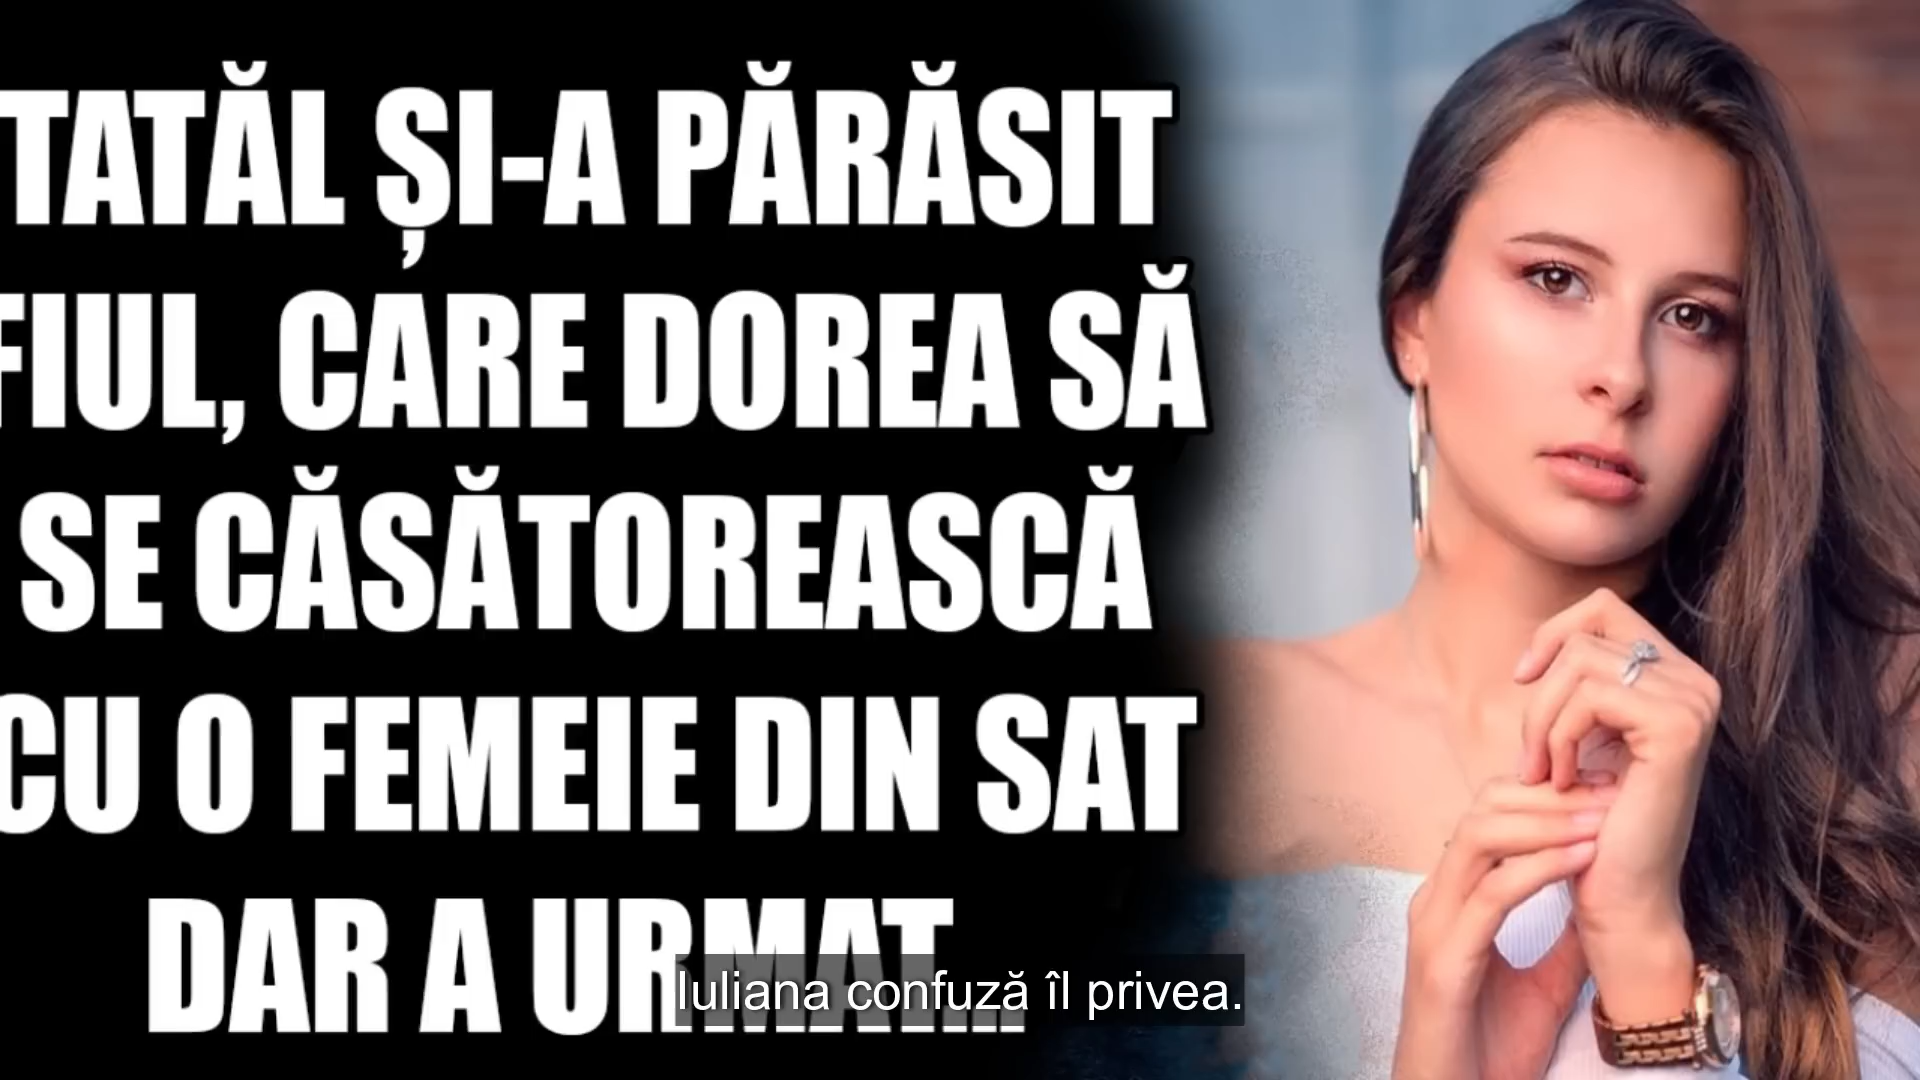 TATĂL ȘI-A PĂRĂSIT
FIUL, CARE DOREA SĂ
SE CĂSĂTOREASCĂ
CU O FEMEIE DIN SAT
DAR A URMAT...
Iuliana confuză îl privea.